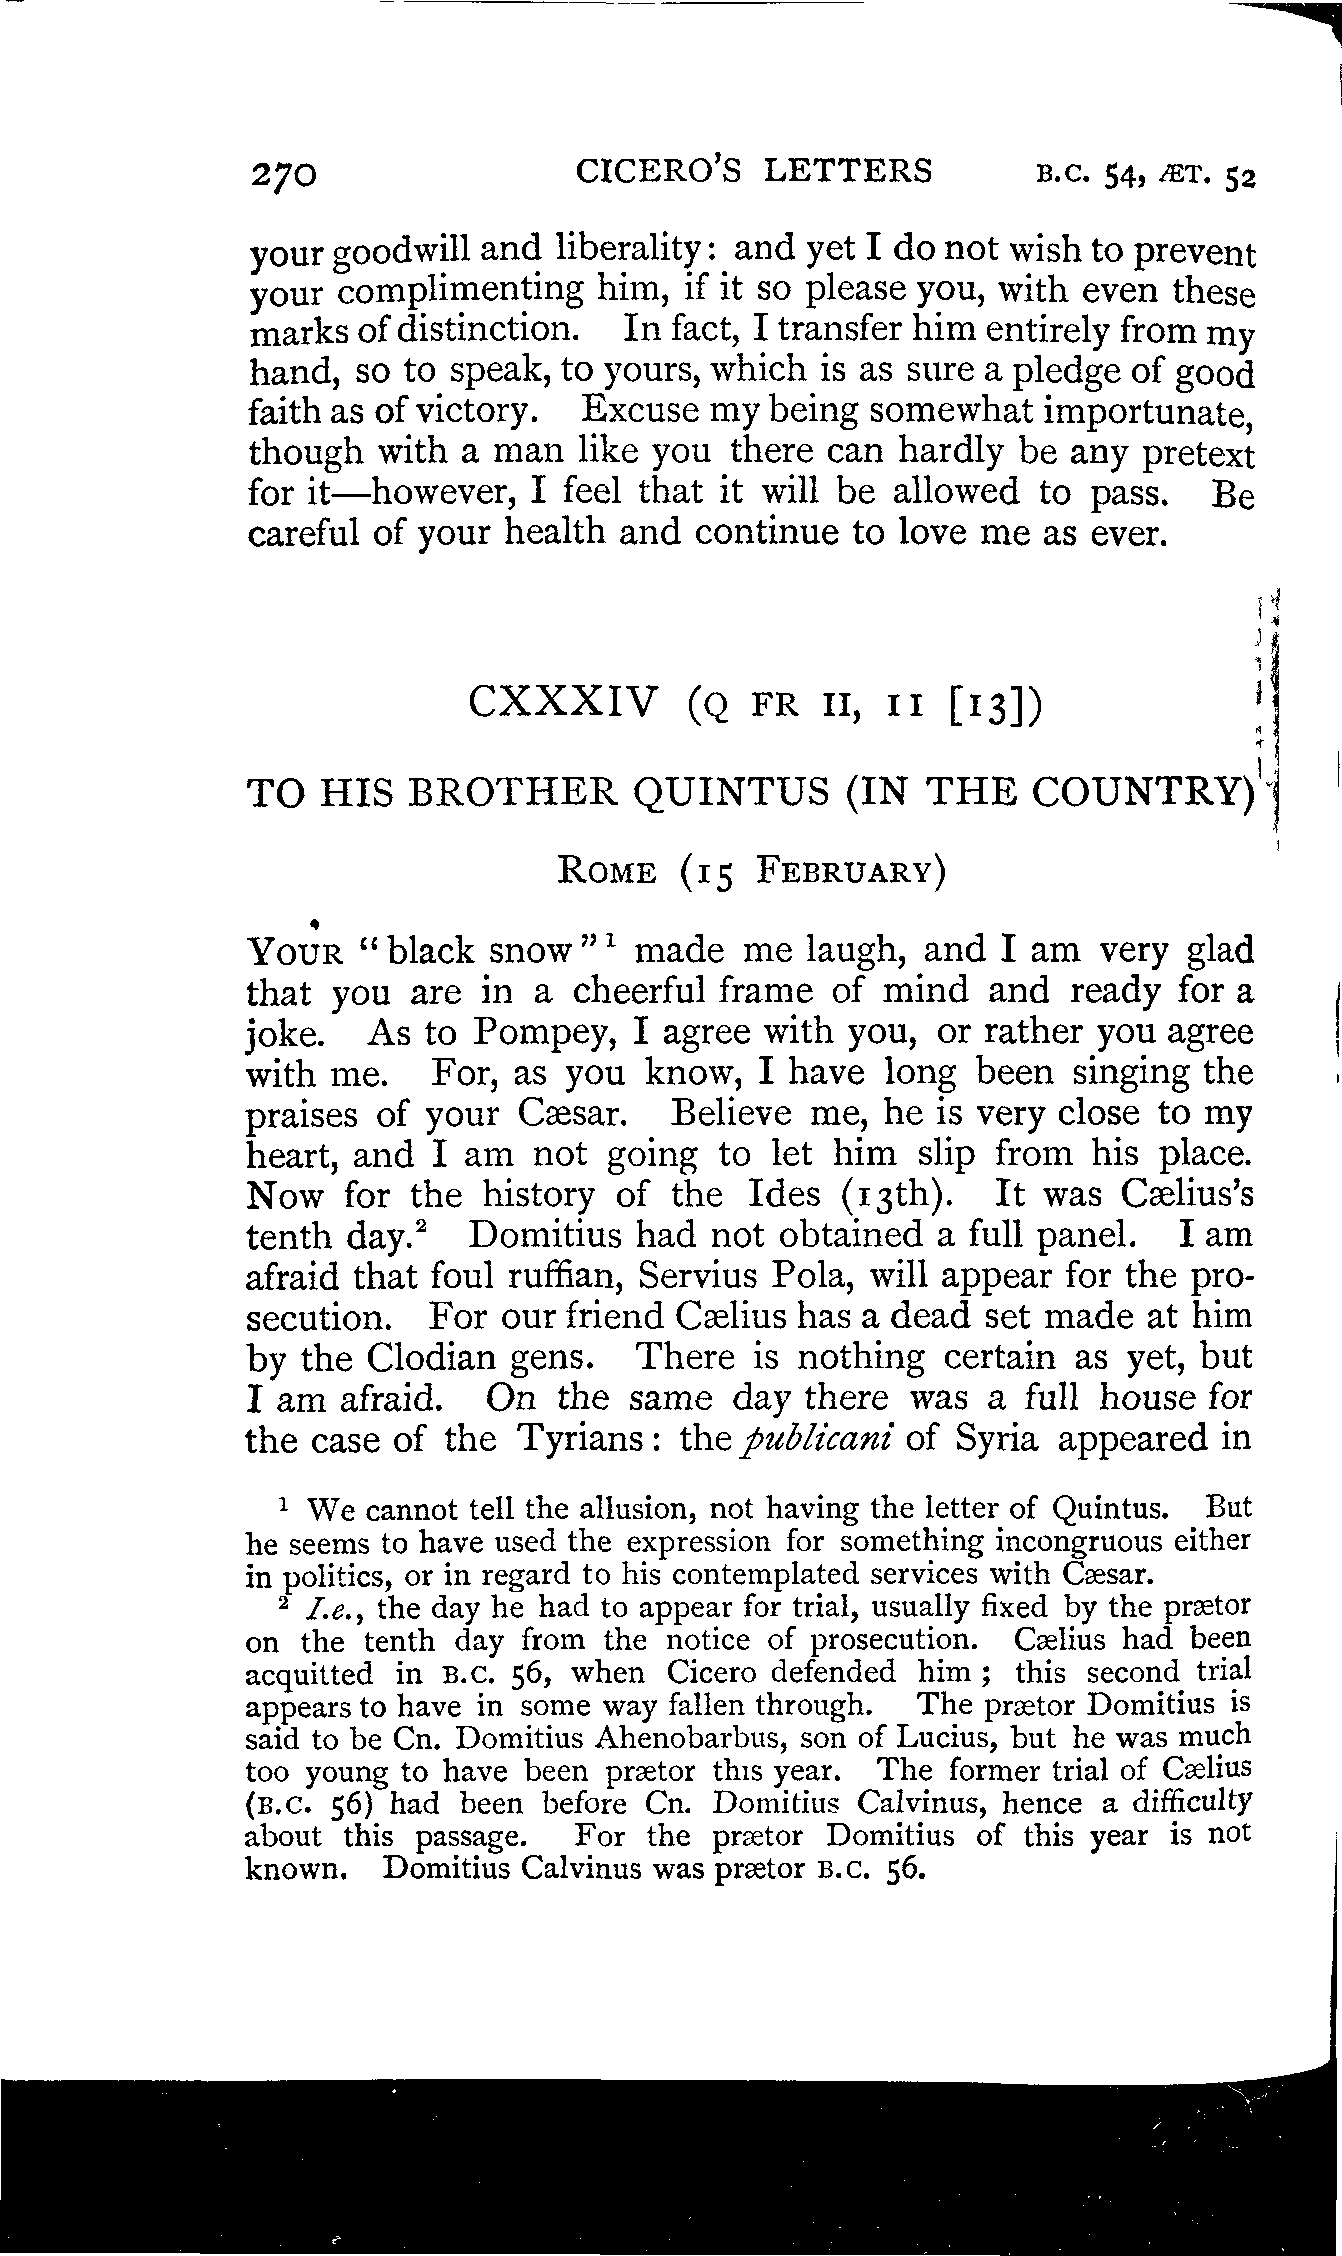 270 CICERO'S LETTERS B.C. 54, ÆT. 52
your goodwill and liberality: and yet I do not wish to prevent
your complimenting him, if it so please you, with even these
marks of distinction. In fact, I transfer him entirely from my
hand, so to speak, to yours, which is as sure a pledge of good
faith as of victory. Excuse my being somewhat importunate,
though with a man like you there can hardly be any pretext
for it—however, I feel that it will be allowed to pass. Be
careful of your health and continue to love me as ever.
CXXXIV (Q FR II, 11 [13])
TO HIS BROTHER QUINTUS (IN THE COUNTRY)
ROME (15 FEBRUARY)
YOUR "black snow"¹ made me laugh, and I am very glad
that you are in a cheerful frame of mind and ready for a
joke. As to Pompey, I agree with you, or rather you agree
with me. For, as you know, I have long been singing the
praises of your Cæsar. Believe me, he is very close to my
heart, and I am not going to let him slip from his place.
Now for the history of the Ides (13th). It was Cælius's
tenth day.² Domitius had not obtained a full panel. I am
afraid that foul ruffian, Servius Pola, will appear for the pro-
secution. For our friend Cælius has a dead set made at him
by the Clodian gens. There is nothing certain as yet, but
I am afraid. On the same day there was a full house for
the case of the Tyrians: the publicani of Syria appeared in
¹ We cannot tell the allusion, not having the letter of Quintus. But
he seems to have used the expression for something incongruous either
in politics, or in regard to his contemplated services with Cæsar.
² I.e., the day he had to appear for trial, usually fixed by the prætor
on the tenth day from the notice of prosecution. Cælius had been
acquitted in B.C. 56, when Cicero defended him; this second trial
appears to have in some way fallen through. The prætor Domitius is
said to be Cn. Domitius Ahenobarbus, son of Lucius, but he was much
too young to have been prætor this year. The former trial of Cælius
(B.C. 56) had been before Cn. Domitius Calvinus, hence a difficulty
about this passage. For the prætor Domitius of this year is not
known. Domitius Calvinus was prætor B.C. 56.